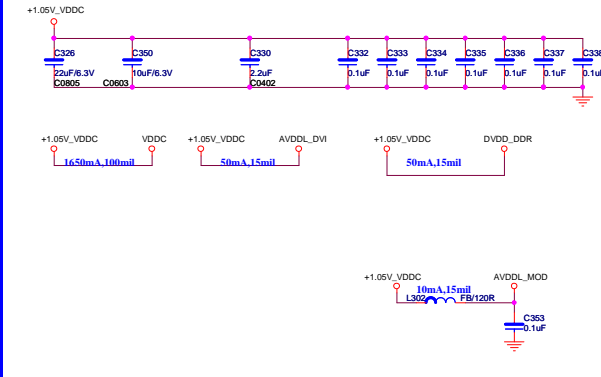 +1.05V_VDDC
C326 C350 C330 C332 C333 C334 C335 C336 C337 C338
22uF/6.3V 10uF/6.3V 2.2uF 0.1uF 0.1uF 0.1uF 0.1uF 0.1uF 0.1uF 0.1uF
C0805 C0603 C0402
+1.05V_VDDC VDDC +1.05V_VDDC AVDDL_DVI +1.05V_VDDC DVDD_DDR
1650mA,100mil 50mA,15mil 50mA,15mil
+1.05V_VDDC AVDDL_MOD
10mA,15mil
L302 FB/120R
C353
0.1uF